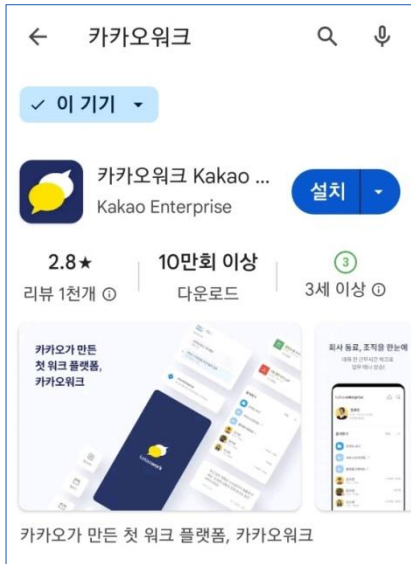 카카오워크
이 기기
카카오워크 Kakao ...
Kakao Enterprise
설치
2.8★
리뷰 1천개
10만회 이상
다운로드
3
3세 이상
카카오가 만든
첫 워크 플랫폼,
카카오워크
회사 동료, 조직을 한눈에
카카오가 만든 첫 워크 플랫폼, 카카오워크